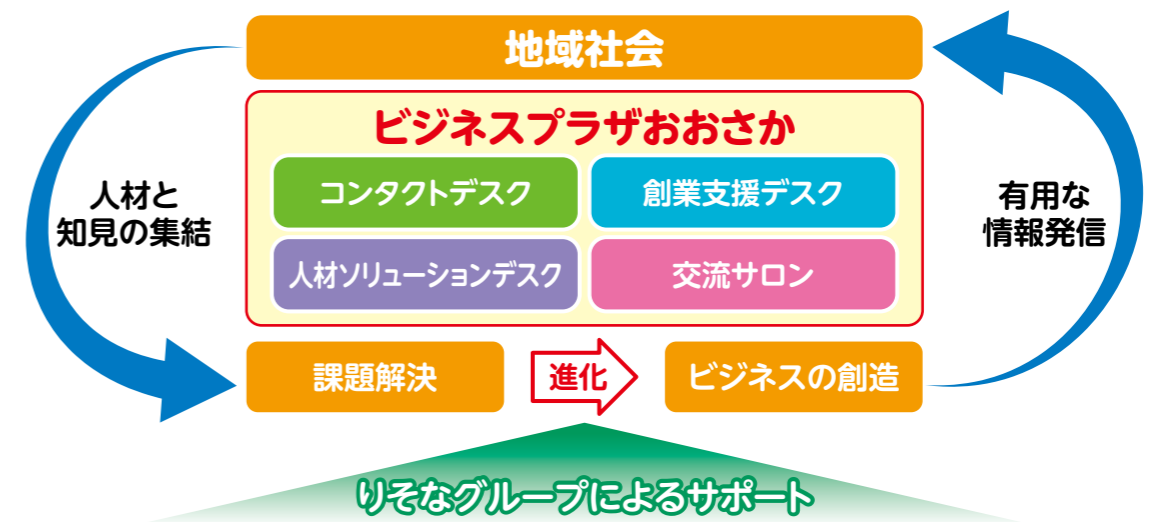 地域社会
ビジネスプラザおおさか
コンタクトデスク
創業支援デスク
人材ソリューションデスク
交流サロン
人材と
知見の集結
有用な
情報発信
課題解決
進化
ビジネスの創造
りそなグループによるサポート